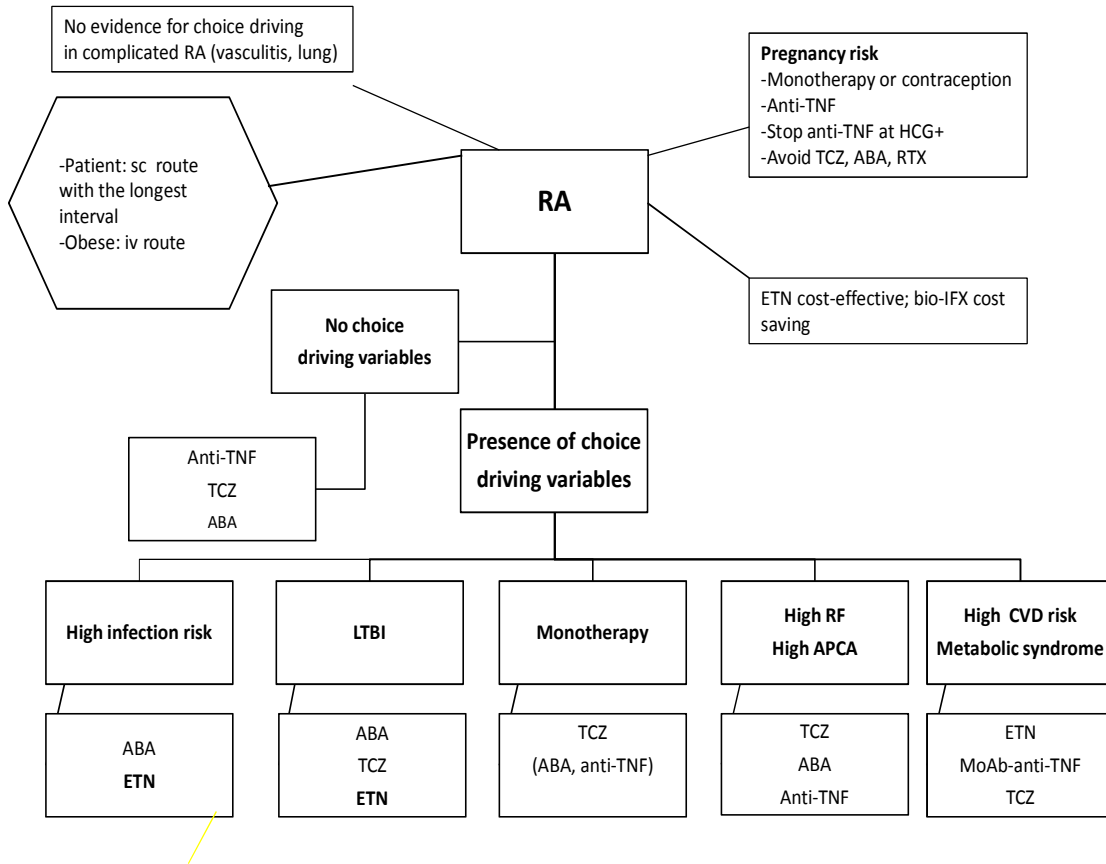 No evidence for choice driving
in complicated RA (vasculitis, lung)
Pregnancy risk
-Monotherapy or contraception
-Anti-TNF
-Stop anti-TNF at HCG+
-Avoid TCZ, ABA, RTX
-Patient: sc route
with the longest
interval
-Obese: iv route
RA
ETN cost-effective; bio-IFX cost
saving
No choice
driving variables
Anti-TNF
TCZ
ABA
Presence of choice
driving variables
High infection risk
LTBI
Monotherapy
High RF
High APCA
High CVD risk
Metabolic syndrome
ABA
ETN
ABA
TCZ
ETN
TCZ
(ABA, anti-TNF)
TCZ
ABA
Anti-TNF
ETN
MoAb-anti-TNF
TCZ